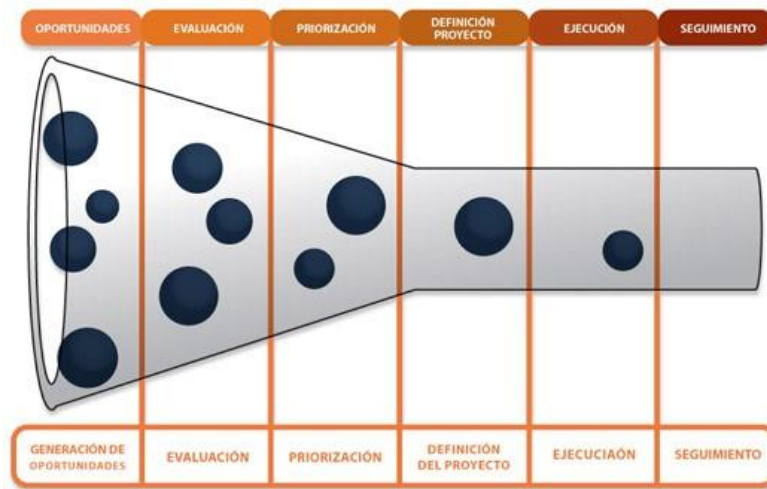 OPORTUNIDADES
EVALUACIÓN
PRIORIZACIÓN
DEFINICIÓN
PROYECTO
EJECUCIÓN
SEGUIMIENTO
GENERACIÓN DE
OPORTUNIDADES
EVALUACIÓN
PRIORIZACIÓN
DEFINICIÓN
DEL PROYECTO
EJECUCIAÓN
SEGUIMIENTO